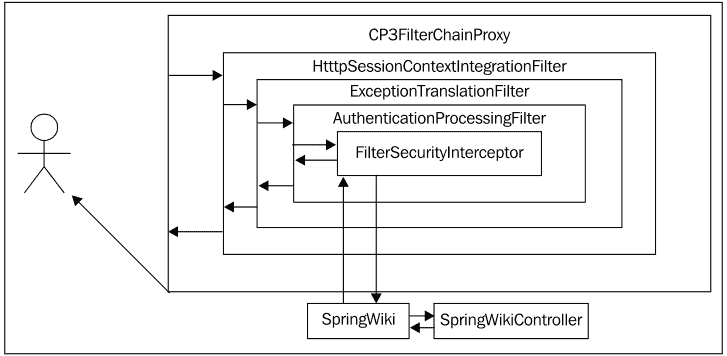 CP3FilterChainProxy
HtttpSessionContextIntegrationFilter
ExceptionTranslationFilter
AuthenticationProcessingFilter
FilterSecurityInterceptor
SpringWiki
SpringWikiController